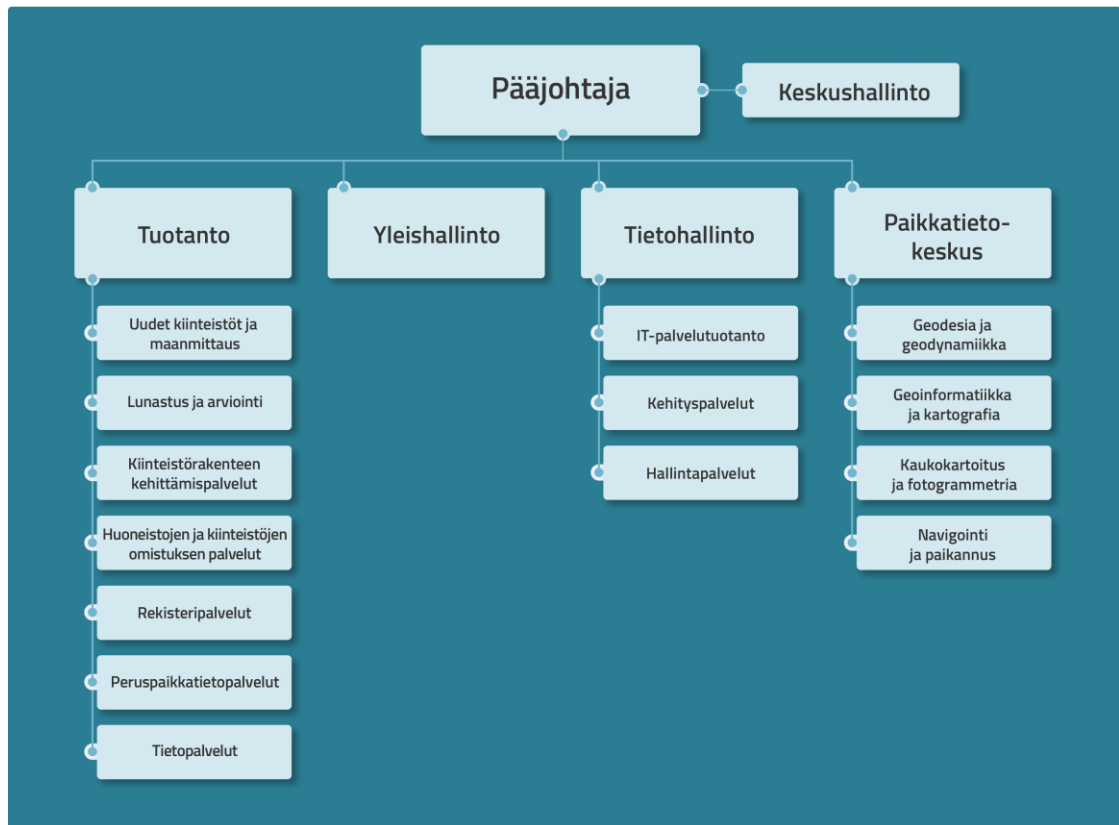 Pääjohtaja
Keskushallinto
Tuotanto
Uudet kiinteistöt ja
maanmittaus
Lunastus ja arviointi
Kiinteistörakenteen
kehittämispalvelut
Huoneistojen ja kiinteistöjen
omistuksen palvelut
Rekisteripalvelut
Peruspaikkatietopalvelut
Tietopalvelut
Yleishallinto
Tietohallinto
IT-palvelutuotanto
Kehityspalvelut
Hallintapalvelut
Paikkatieto-
keskus
Geodesia ja
geodynamiikka
Geoinformatiikka
ja kartografia
Kaukokartoitus
ja fotogrammetria
Navigointi
ja paikannus